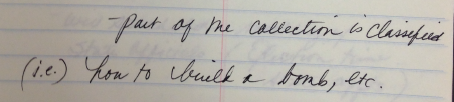 -part of the collection is classified
(i.e.) how to build a bomb, etc.